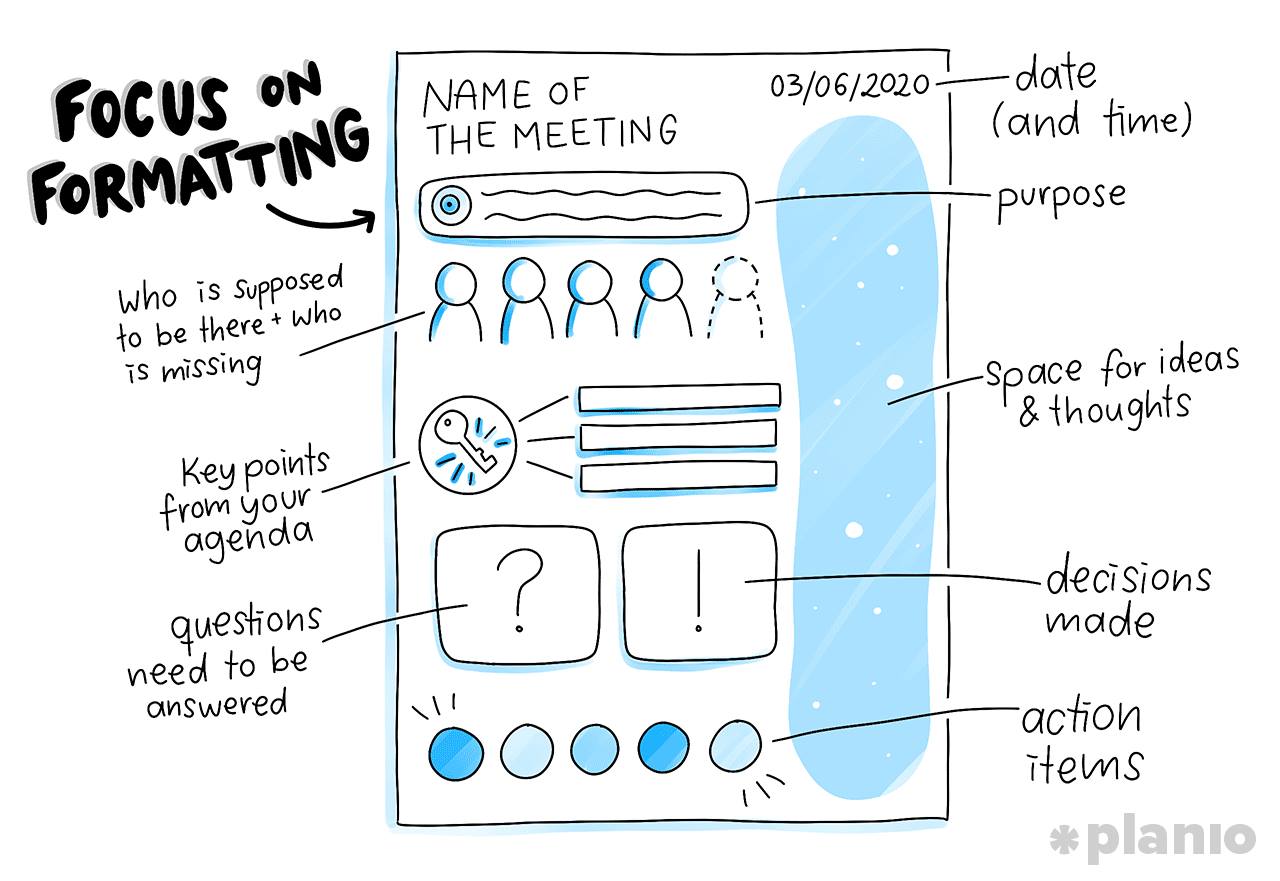 FOCUS ON
FORMATTING
NAME OF
THE MEETING
03/06/2020
date
(and time)
purpose
Who is supposed
to be there + who
is missing
space for ideas
& thoughts
Key points
from your
agenda
?
!
decisions
made
questions
need to be
answered
action
items
*planio